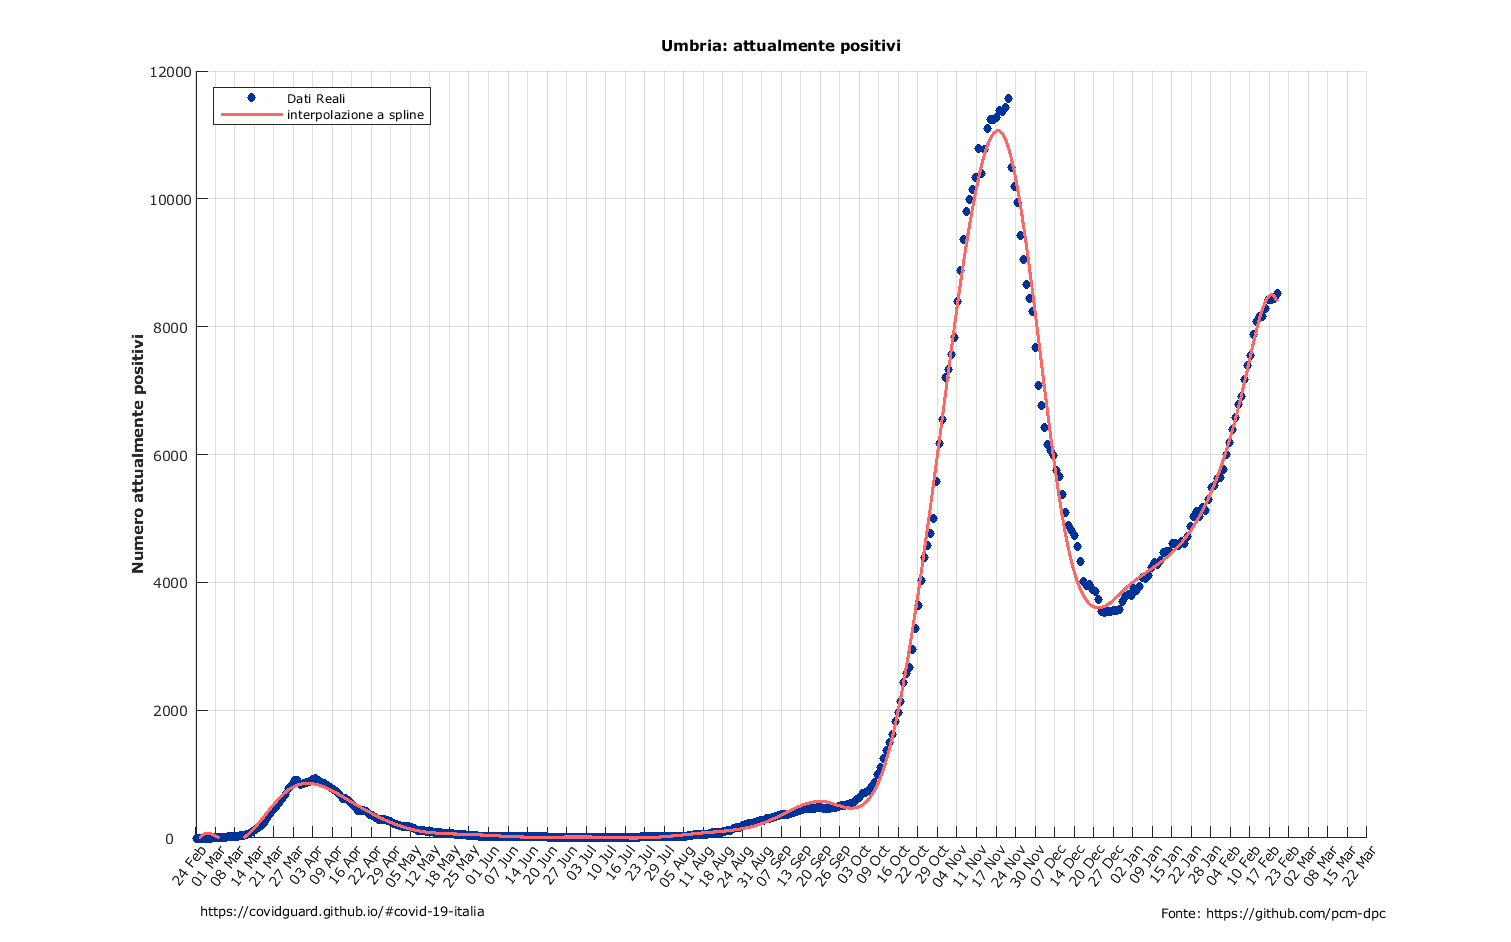 Umbria: attualmente positivi
Dati Reali
interpolazione a spline
Numero attualmente positivi
12000
10000
8000
6000
4000
2000
0
24 Feb
01 Mar
08 Mar
14 Mar
21 Mar
27 Mar
03 Apr
09 Apr
16 Apr
22 Apr
29 Apr
05 May
12 May
18 May
25 May
01 Jun
07 Jun
14 Jun
20 Jun
27 Jun
03 Jul
10 Jul
16 Jul
23 Jul
29 Jul
05 Aug
11 Aug
18 Aug
24 Aug
31 Aug
07 Sep
13 Sep
20 Sep
26 Sep
03 Oct
09 Oct
16 Oct
22 Oct
29 Oct
04 Nov
11 Nov
17 Nov
24 Nov
30 Nov
07 Dec
14 Dec
20 Dec
27 Dec
02 Jan
09 Jan
15 Jan
22 Jan
28 Jan
04 Feb
10 Feb
17 Feb
23 Feb
02 Mar
08 Mar
15 Mar
22 Mar
https://covidguard.github.io/#covid-19-italia
Fonte: https://github.com/pcm-dpc